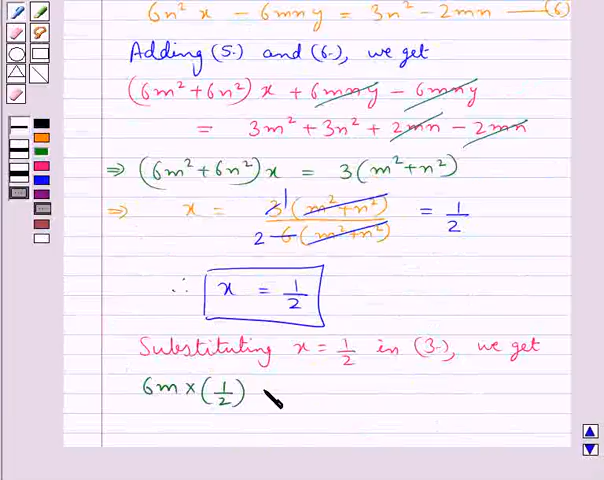 6n² x - 6mny = 3n² - 2mn —(6)
Adding (5.) and (6.), we get
(6m² + 6n²) x + 6mny - 6mny
= 3m² + 3n² + 2mn - 2mn
⇒ (6m² + 6n²) x = 3(m² + n²)
⇒ x = 3 1 (m² + n²) / 2 6 (m² + n²) = 1/2
∴ x = 1/2
Substituting x = 1/2 in (3.), we get
6m × (1/2)